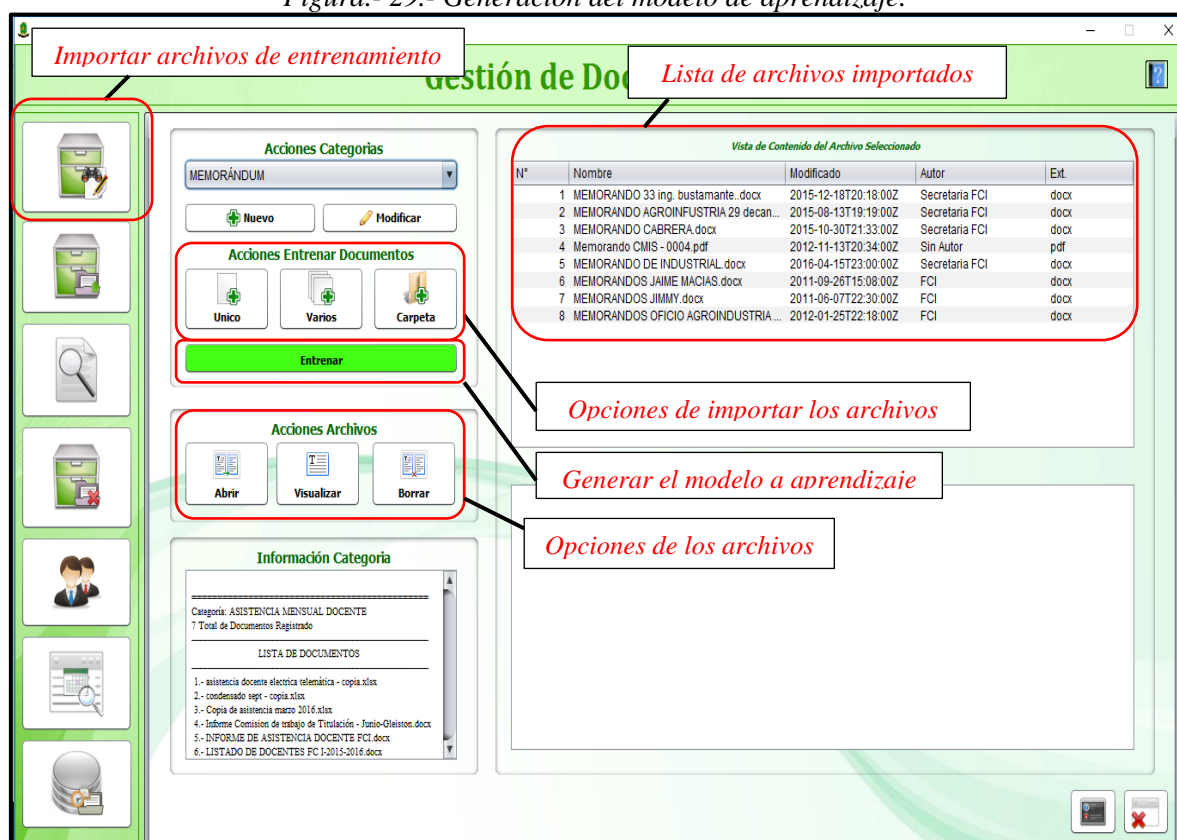 Figura.- 29.- Generación del modelo de aprendizaje.
Importar archivos de entrenamiento
Gestión de Do
Lista de archivos importados
Acciones Categorias
MEMORÁNDUM
Nuevo
Modificar
Acciones Entrenar Documentos
Unico
Varios
Carpeta
Entrenar
Acciones Archivos
Abrir
Visualizar
Borrar
Información Categoria
Categoría: ASISTENCIA MENSUAL DOCENTE
7 Total de Documentos Registrado
LISTA DE DOCUMENTOS
1.- asistencia docente electrica telemática - copia.xlsx
2.- condensado sept - copia.xlsx
3.- Copia de asistencia marzo 2016.xlsx
4.- Informe Comision de trabajo de Titulación - Junio-Gleiston.docx
5.- INFORME DE ASISTENCIA DOCENTE FCI.docx
6.- LISTADO DE DOCENTES FC I-2015-2016.docx
Vista de Contenido del Archivo Seleccionado
N° Nombre Modificado Autor Ext.
1 MEMORANDO 33 ing. bustamante..docx 2015-12-18T20:18:00Z Secretaria FCI docx
2 MEMORANDO AGROINFUSTRIA 29 decan... 2015-08-13T19:19:00Z Secretaria FCI docx
3 MEMORANDO CABRERA.docx 2015-10-30T21:33:00Z Secretaria FCI docx
4 Memorando CMIS - 0004.pdf 2012-11-13T20:34:00Z Sin Autor pdf
5 MEMORANDO DE INDUSTRIAL.docx 2016-04-15T23:00:00Z Secretaria FCI docx
6 MEMORANDOS JAIME MACIAS.docx 2011-09-26T15:08:00Z FCI docx
7 MEMORANDOS JIMMY.docx 2011-06-07T22:30:00Z FCI docx
8 MEMORANDOS OFICIO AGROINDUSTRIA ... 2012-01-25T22:18:00Z FCI docx
Opciones de importar los archivos
Generar el modelo a aprendizaje
Opciones de los archivos